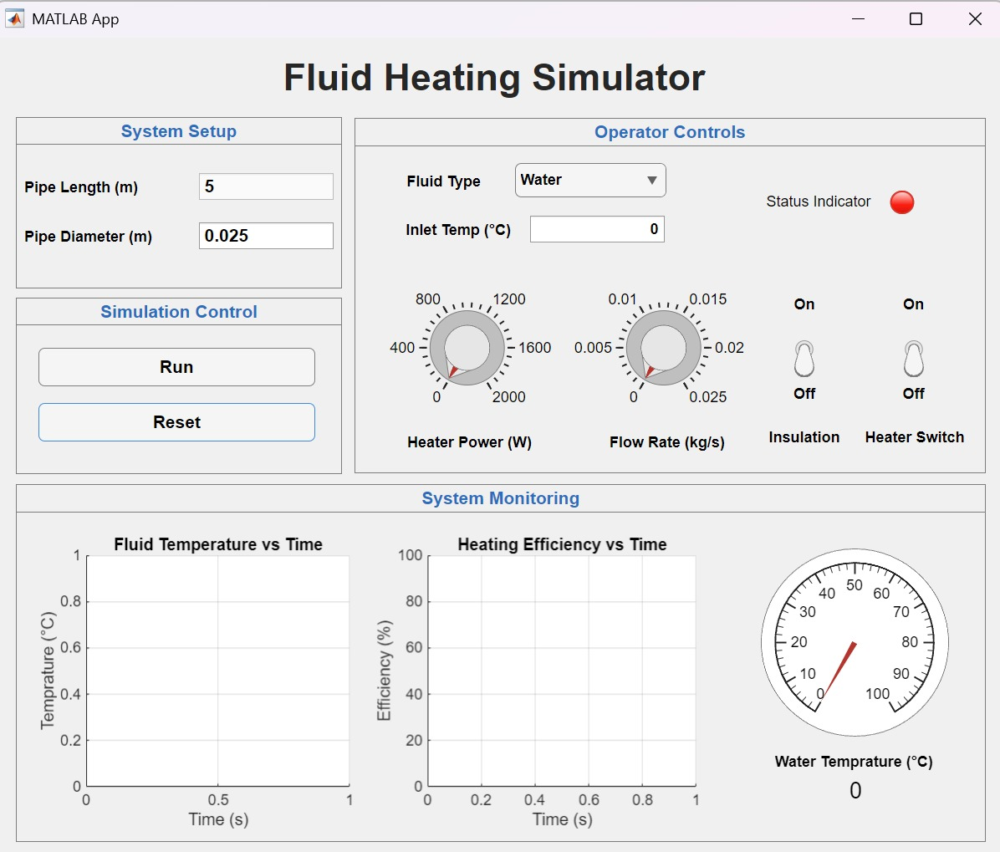 MATLAB App
Fluid Heating Simulator
System Setup
Pipe Length (m) 5
Pipe Diameter (m) 0.025
Simulation Control
Run
Reset
Operator Controls
Fluid Type Water
Status Indicator
Inlet Temp (°C) 0
800 1200
400 1600
0 2000
Heater Power (W)
0.01 0.015
0.005 0.02
0 0.025
Flow Rate (kg/s)
On
Off
Insulation
On
Off
Heater Switch
System Monitoring
Fluid Temperature vs Time
1
0.8
0.6
0.4
0.2
0
Temprature (°C)
0 0.5 1
Time (s)
Heating Efficiency vs Time
100
80
60
40
20
0
Efficiency (%)
0 0.2 0.4 0.6 0.8 1
Time (s)
0 10 20 30 40 50 60 70 80 90 100
Water Temprature (°C)
0